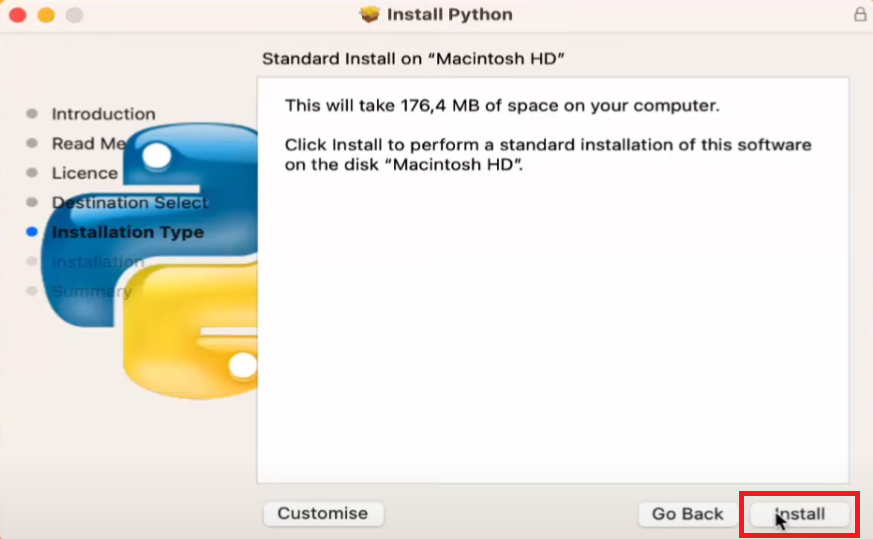 Install Python
Standard Install on “Macintosh HD”
Introduction
Read Me
Licence
Destination Select
Installation Type
Installation
Summary
This will take 176,4 MB of space on your computer.
Click Install to perform a standard installation of this software
on the disk “Macintosh HD”.
Customise
Go Back
Install